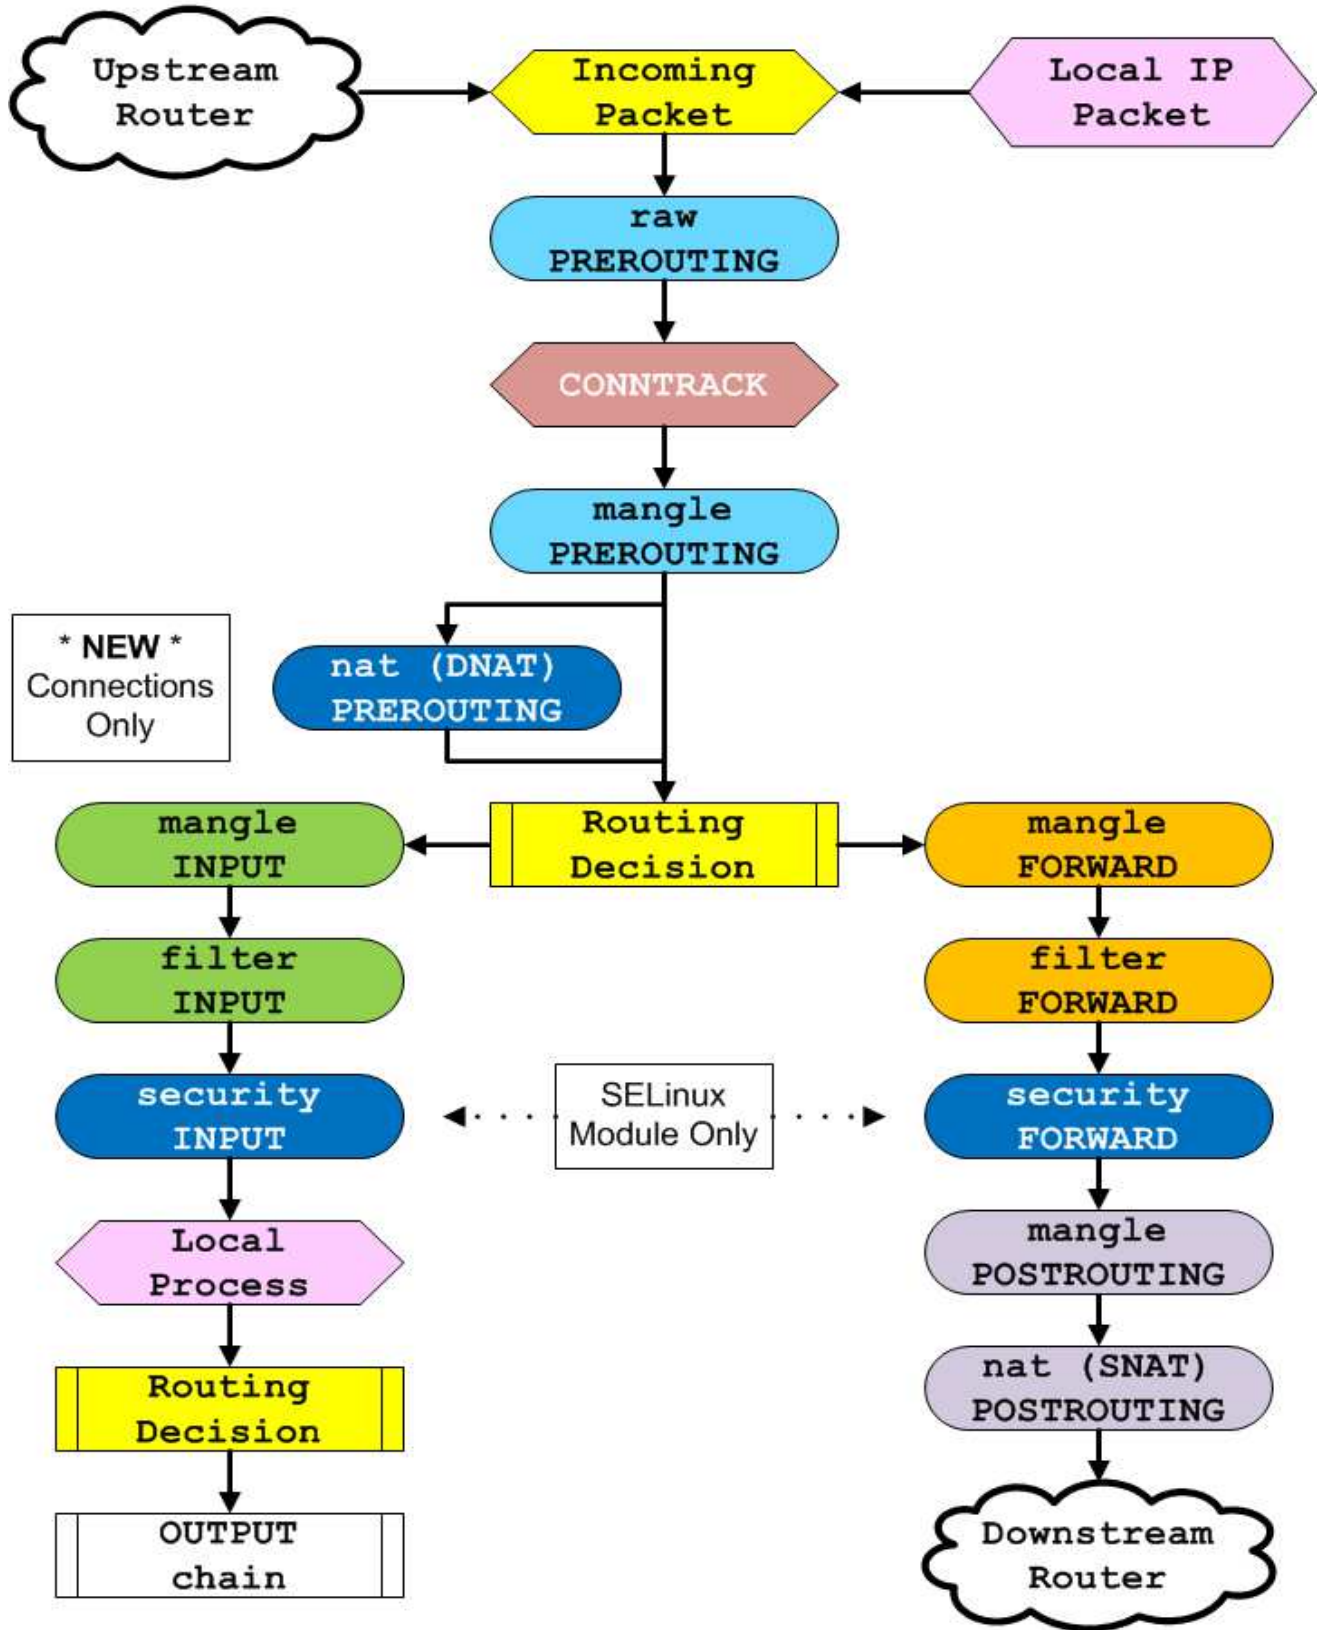 Upstream
Router
Incoming
Packet
Local IP
Packet
raw
PREROUTING
CONNTRACK
mangle
PREROUTING
* NEW *
Connections
Only
nat (DNAT)
PREROUTING
mangle
INPUT
Routing
Decision
mangle
FORWARD
filter
INPUT
filter
FORWARD
security
INPUT
SELinux
Module Only
security
FORWARD
Local
Process
mangle
POSTROUTING
Routing
Decision
nat (SNAT)
POSTROUTING
OUTPUT
chain
Downstream
Router